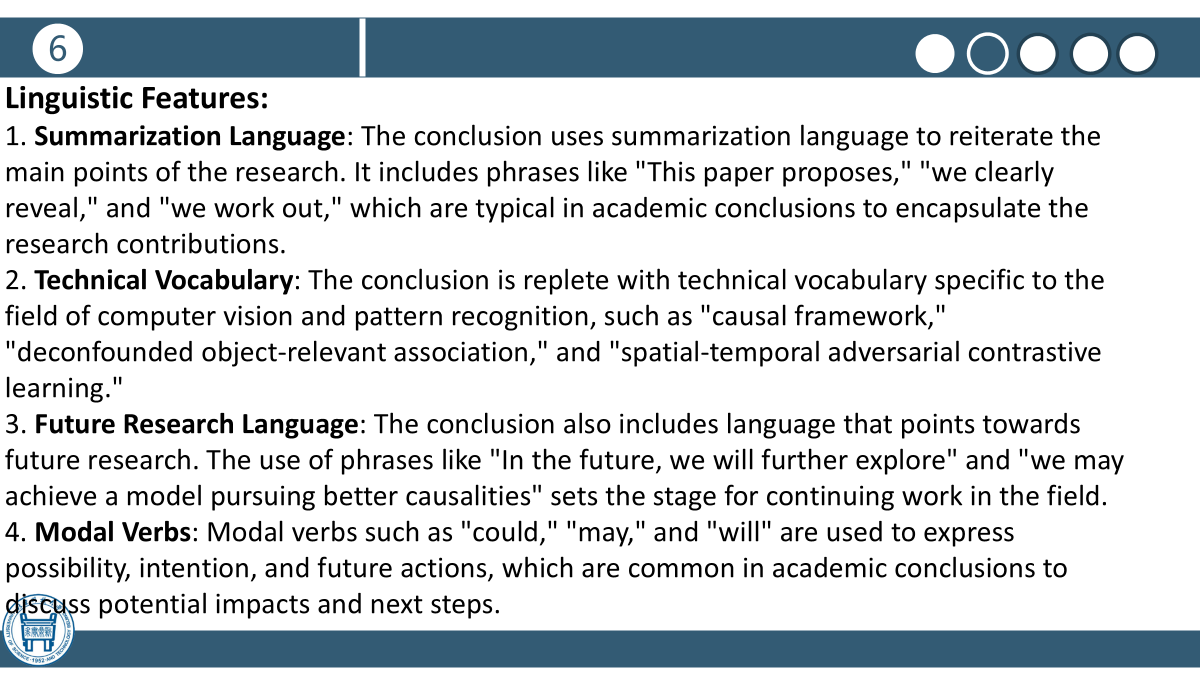 6
Linguistic Features:
1. Summarization Language: The conclusion uses summarization language to reiterate the
main points of the research. It includes phrases like "This paper proposes," "we clearly
reveal," and "we work out," which are typical in academic conclusions to encapsulate the
research contributions.
2. Technical Vocabulary: The conclusion is replete with technical vocabulary specific to the
field of computer vision and pattern recognition, such as "causal framework,"
"deconfounded object-relevant association," and "spatial-temporal adversarial contrastive
learning."
3. Future Research Language: The conclusion also includes language that points towards
future research. The use of phrases like "In the future, we will further explore" and "we may
achieve a model pursuing better causalities" sets the stage for continuing work in the field.
4. Modal Verbs: Modal verbs such as "could," "may," and "will" are used to express
possibility, intention, and future actions, which are common in academic conclusions to
discuss potential impacts and next steps.